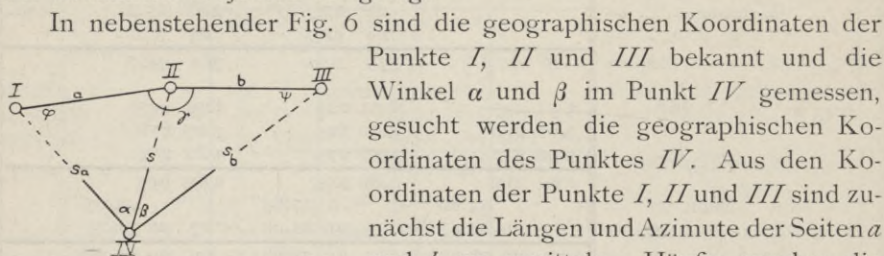 In nebenstehender Fig. 6 sind die geographischen Koordinaten der
Punkte I, II und III bekannt und die
Winkel α und β im Punkt IV gemessen,
gesucht werden die geographischen Ko-
ordinaten des Punktes IV. Aus den Ko-
ordinaten der Punkte I, II und III sind zu-
nächst die Längen und Azimute der Seiten a
I
a
φ
II
b
III
ψ
γ
sa
s
sb
α
β
IV